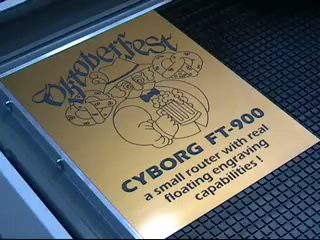 Oktoberfest
CYBORG FT-900
a small router with real
floating engraving
capabilities !